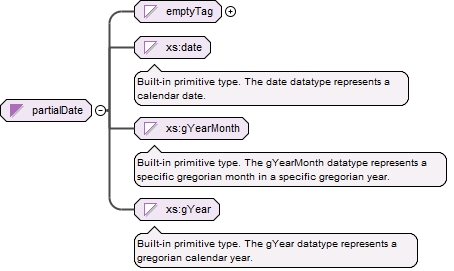 emptyTag
xs:date
Built-in primitive type. The date datatype represents a
calendar date.
partialDate
xs:gYearMonth
Built-in primitive type. The gYearMonth datatype represents a
specific gregorian month in a specific gregorian year.
xs:gYear
Built-in primitive type. The gYear datatype represents a
gregorian calendar year.